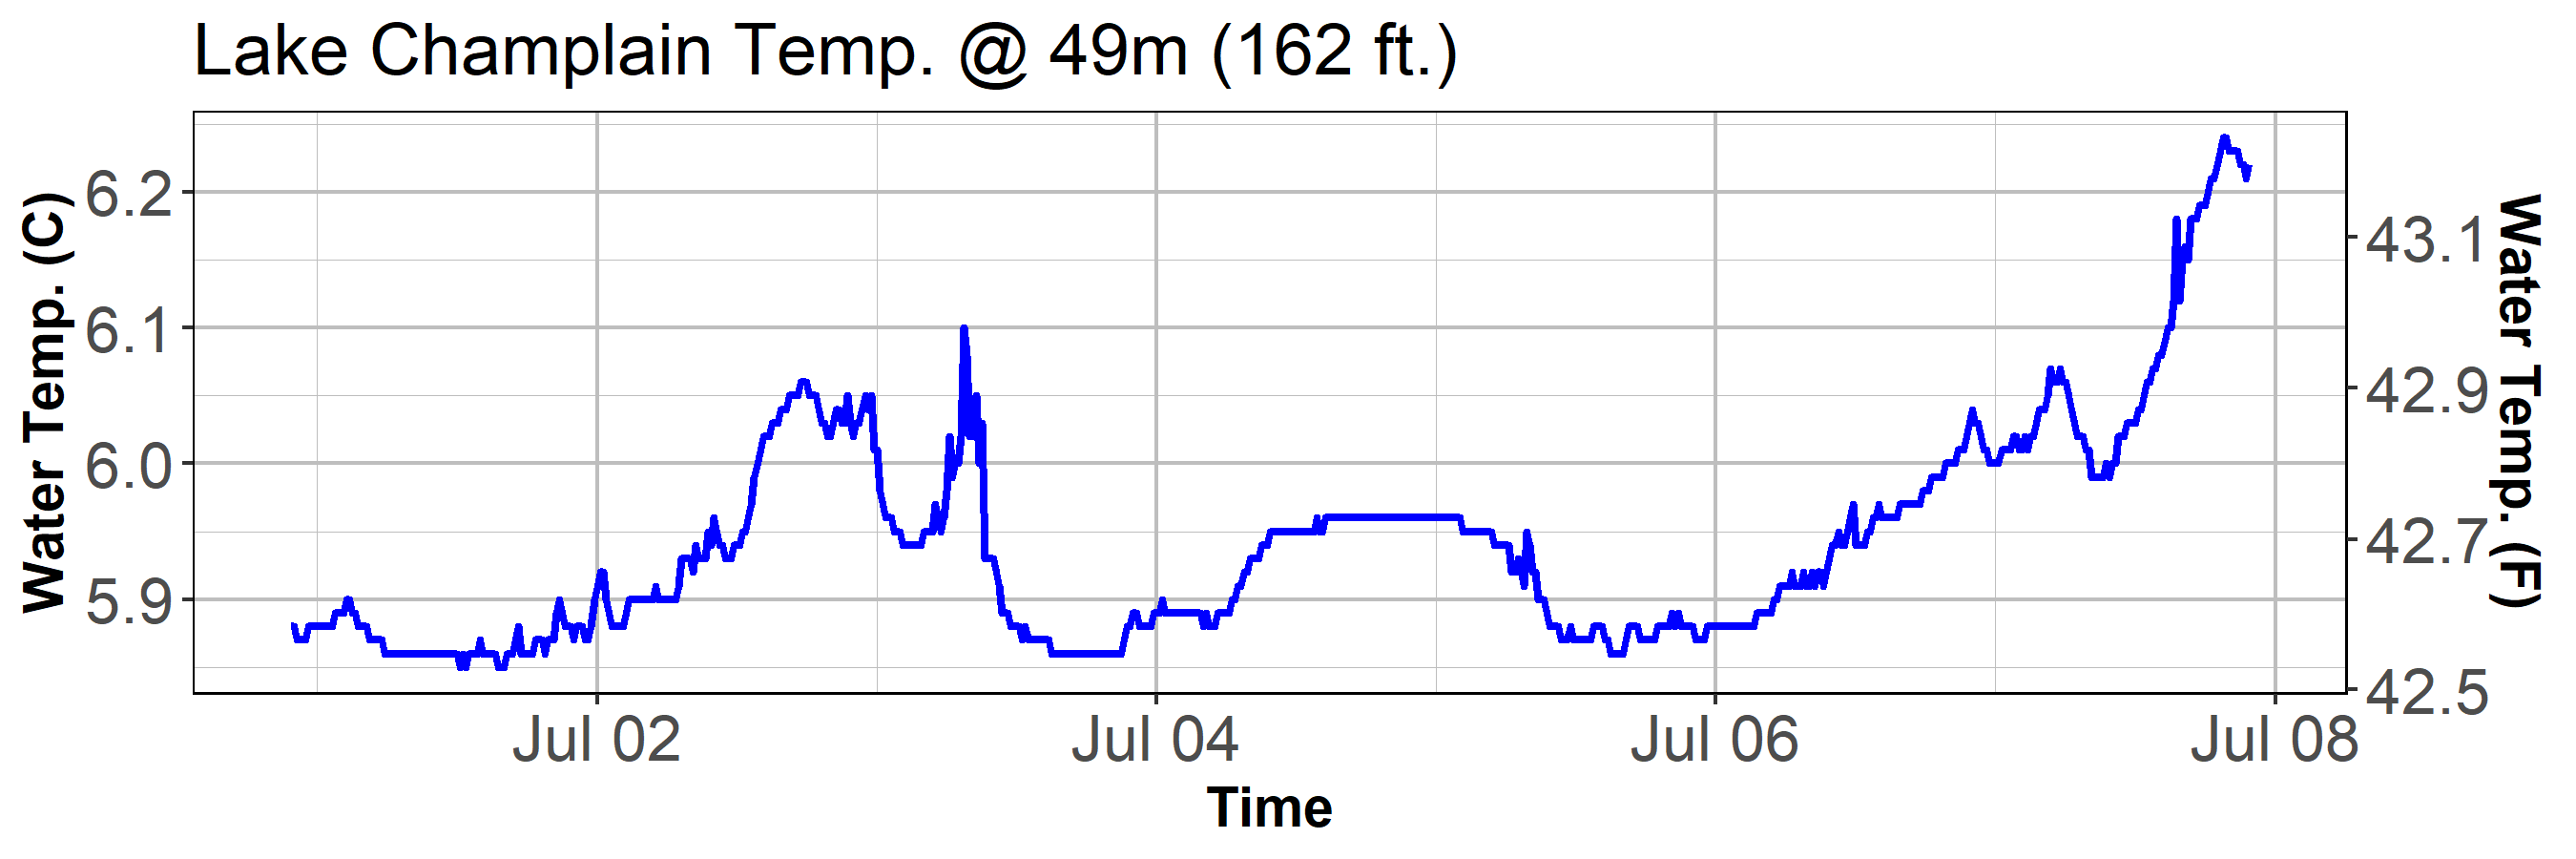 Lake Champlain Temp. @ 49m (162 ft.)
Water Temp. (C)
6.2
6.1
6.0
5.9
43.1
42.9
42.7
42.5
Water Temp. (F)
Jul 02 Jul 04 Jul 06 Jul 08
Time